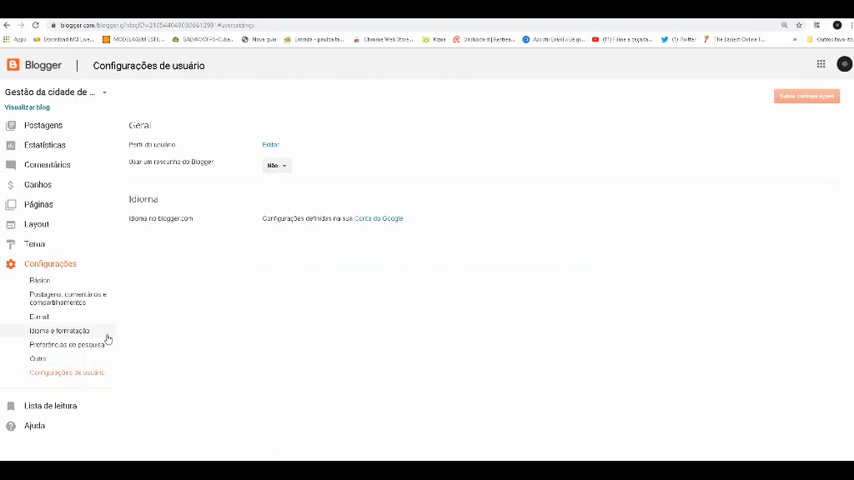 Blogger
Configurações de usuário
Gestão da cidade de ...
Visualizar blog
Salvar configurações
Postagens
Estatísticas
Comentários
Ganhos
Páginas
Layout
Tema
Configurações
Básico
Postagens, comentários e
compartilhamentos
E-mail
Idioma e formatação
Preferências de pesquisa
Outro
Configurações de usuário
Lista de leitura
Ajuda
Geral
Perfil do usuário
Editar
Usar um rascunho do Blogger
Não
Idioma
Idioma no blogger.com
Configurações definidas na sua Conta do Google